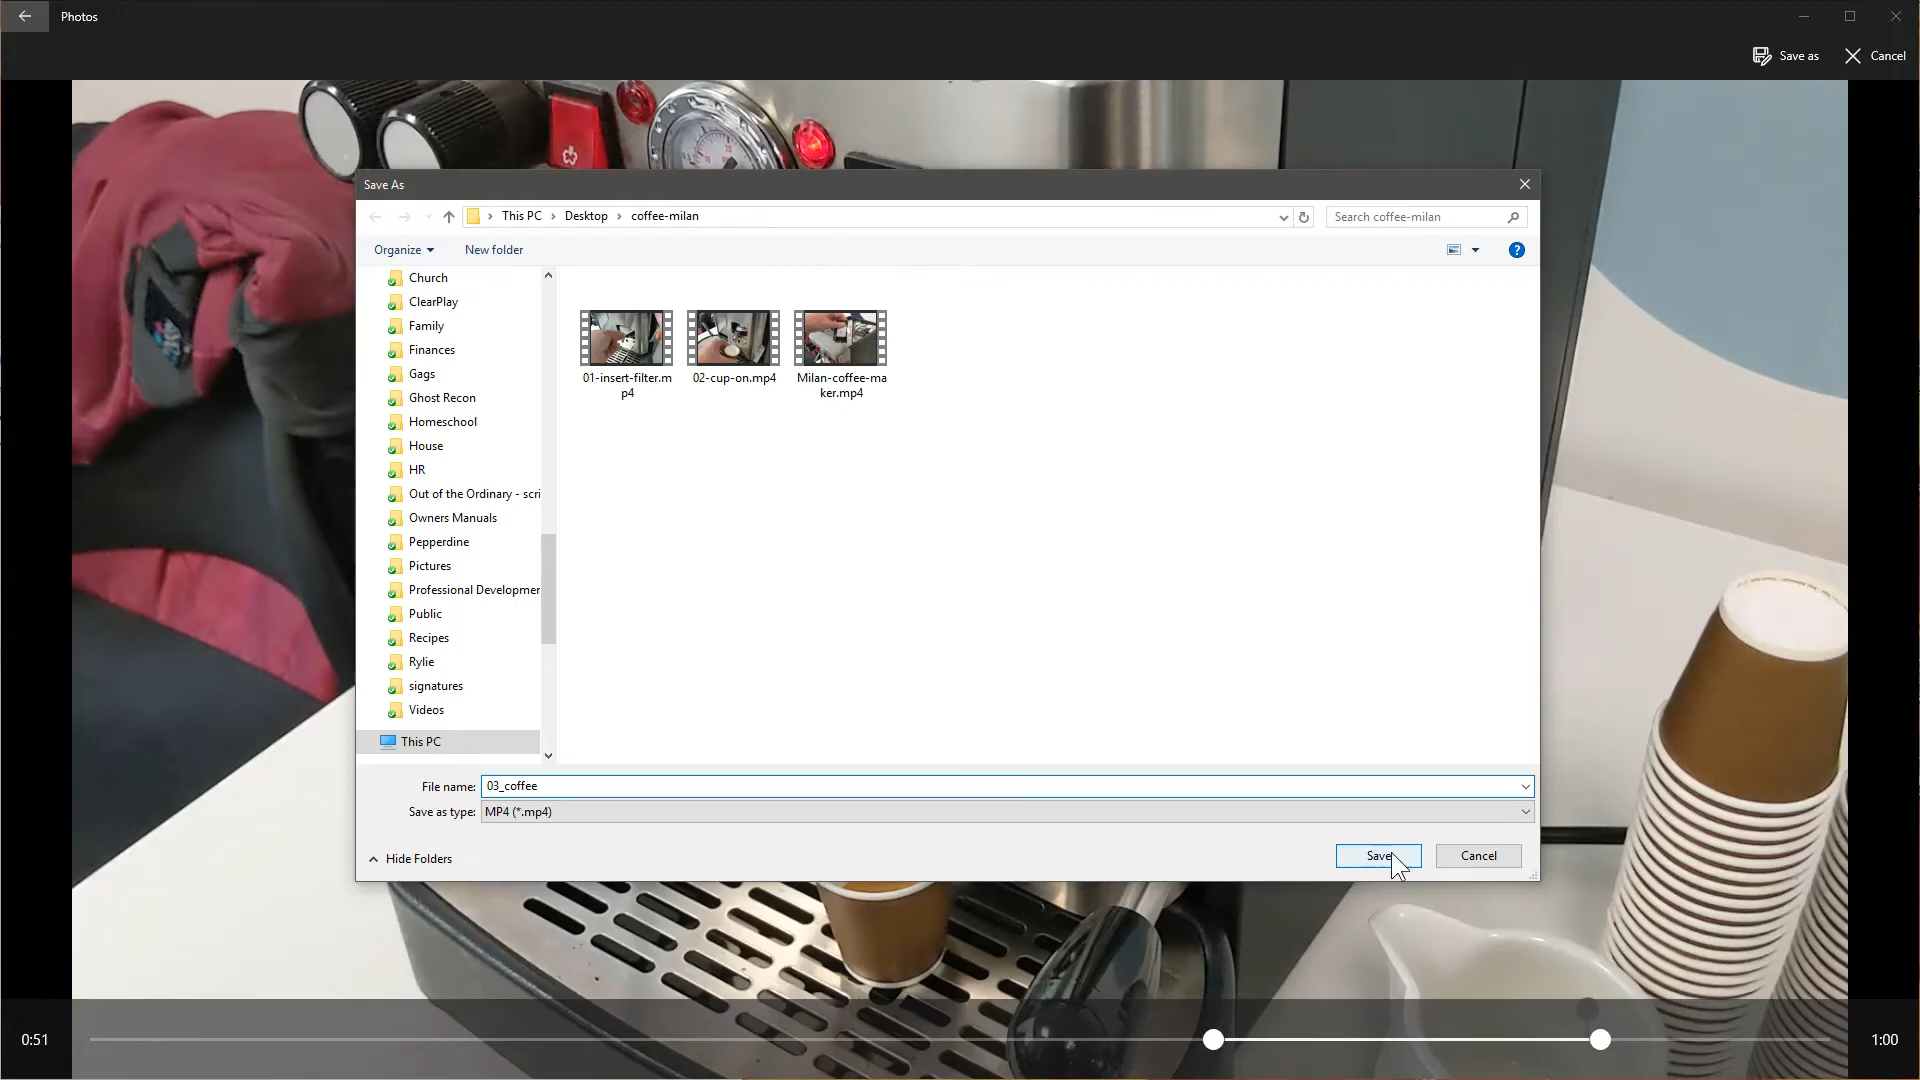 Photos
Save as
Cancel
Save As
This PC
Desktop
coffee-milan
Search coffee-milan
Organize
New folder
Church
ClearPlay
Family
Finances
Gags
Ghost Recon
Homeschool
House
HR
Out of the Ordinary - scri
Owners Manuals
Pepperdine
Pictures
Professional Developmen
Public
Recipes
Rylie
signatures
Videos
This PC
01-insert-filter.m
p4
02-cup-on.mp4
Milan-coffee-ma
ker.mp4
File name:
03_coffee
Save as type:
MP4 (*.mp4)
Hide Folders
Save
Cancel
0:51
1:00